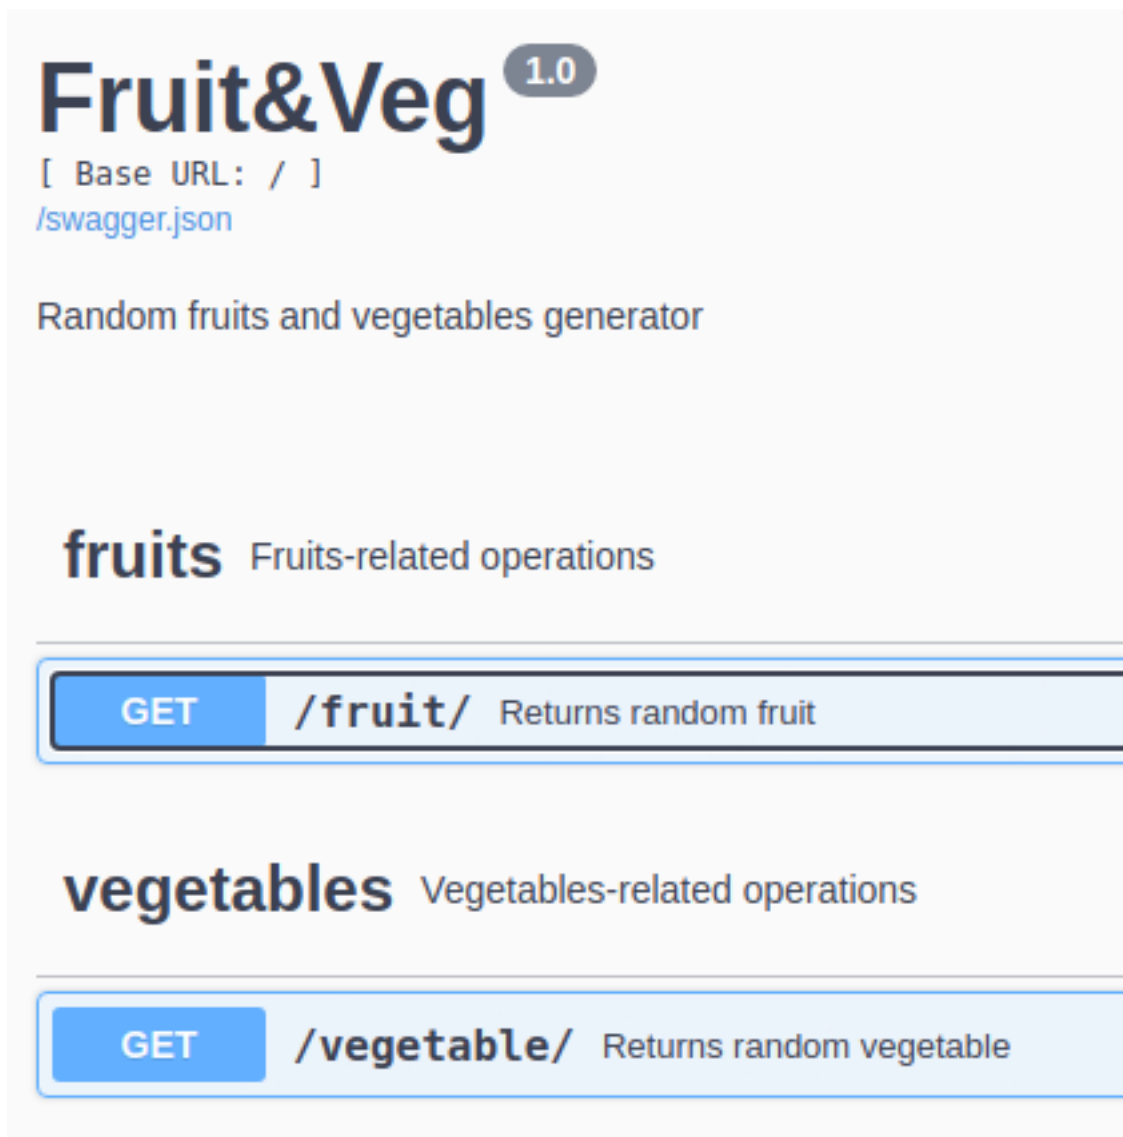 Fruit&Veg 1.0
[ Base URL: / ]
/swagger.json
Random fruits and vegetables generator
fruits Fruits-related operations
GET /fruit/ Returns random fruit
vegetables Vegetables-related operations
GET /vegetable/ Returns random vegetable